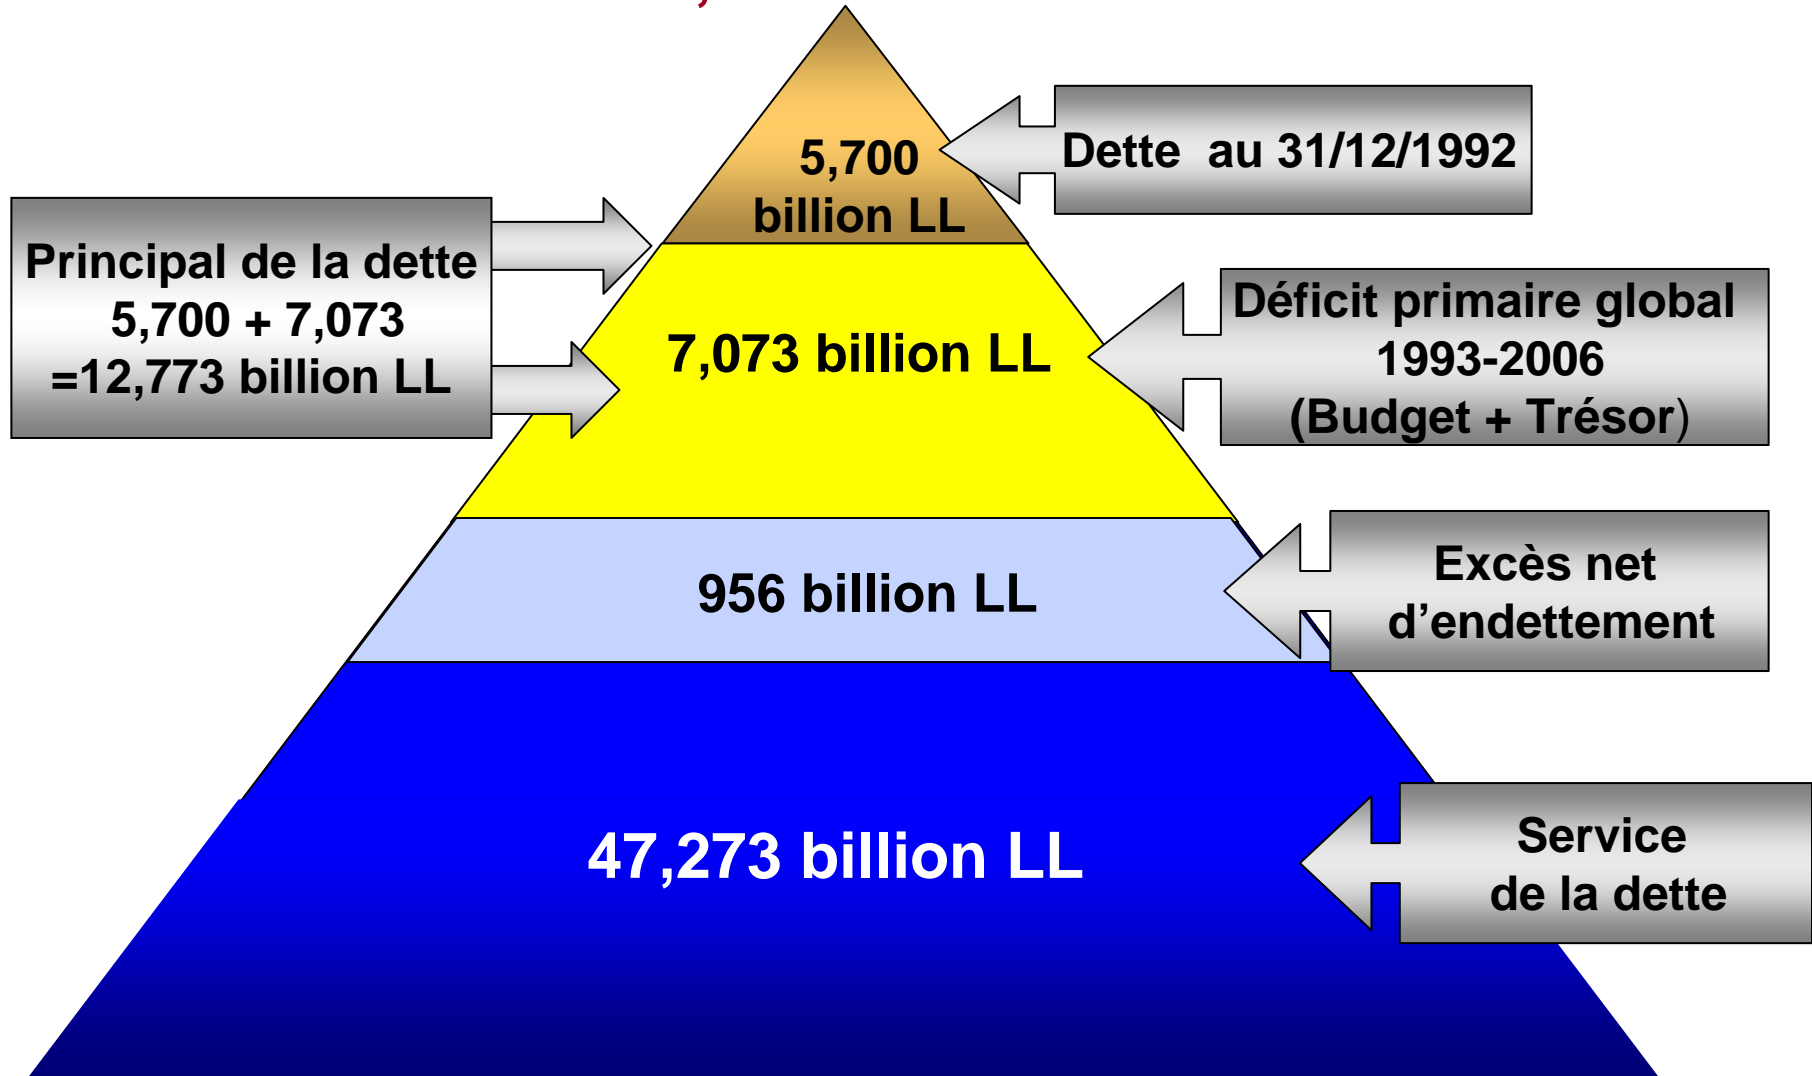 5,700
billion LL
Dette au 31/12/1992
Principal de la dette
5,700 + 7,073
=12,773 billion LL
7,073 billion LL
Déficit primaire global
1993-2006
(Budget + Trésor)
956 billion LL
Excès net
d’endettement
47,273 billion LL
Service
de la dette